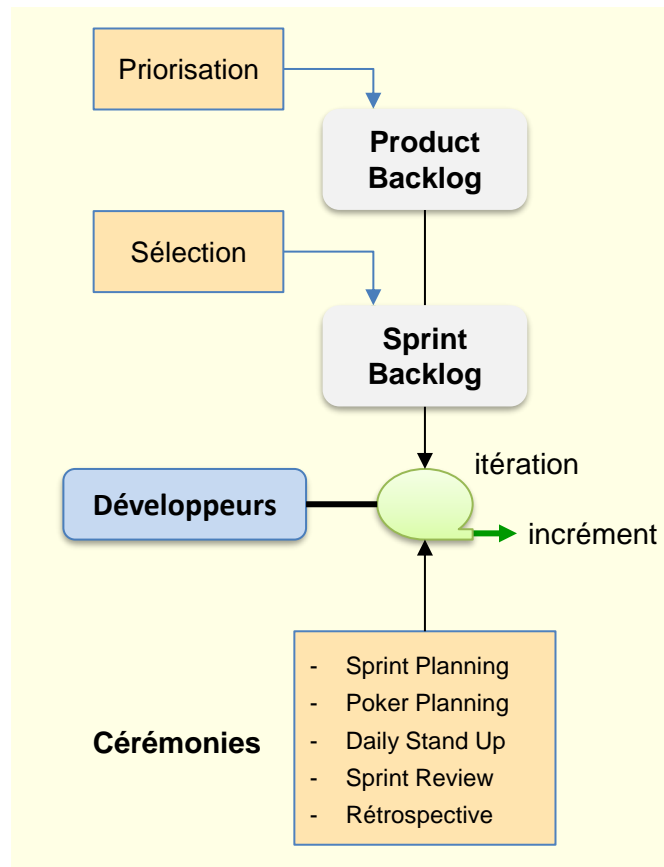 Priorisation
Product
Backlog
Sélection
Sprint
Backlog
itération
Développeurs
incrément
Cérémonies
- Sprint Planning
- Poker Planning
- Daily Stand Up
- Sprint Review
- Rétrospective